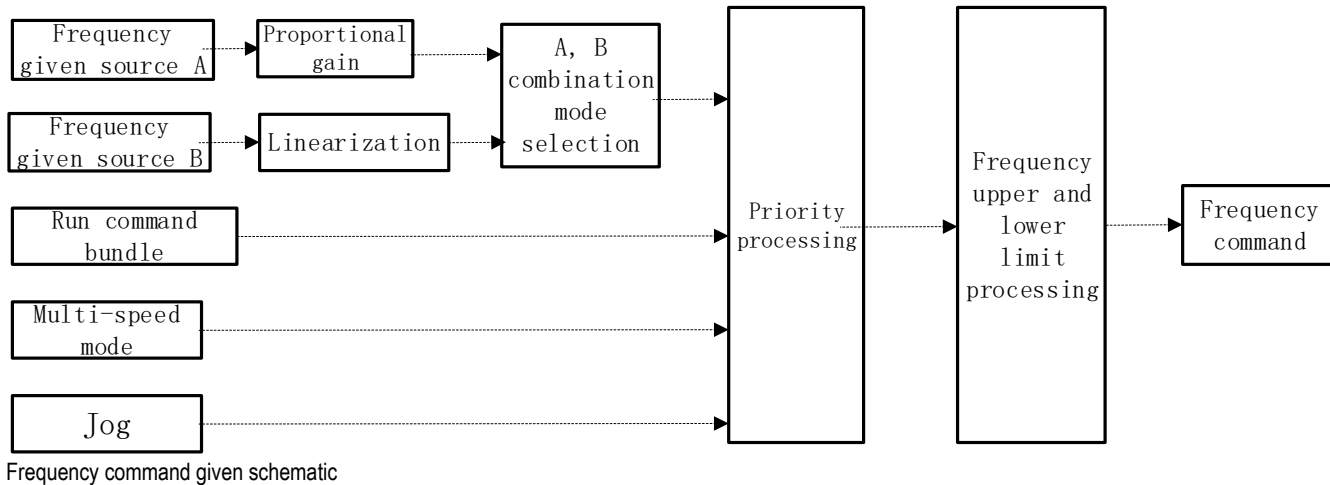 Frequency
given source A
Proportional
gain
A, B
combination
mode
selection
Frequency
given source B
Linearization
Run command
bundle
Multi-speed
mode
Jog
Priority
processing
Frequency
upper and
lower
limit
processing
Frequency
command
Frequency command given schematic